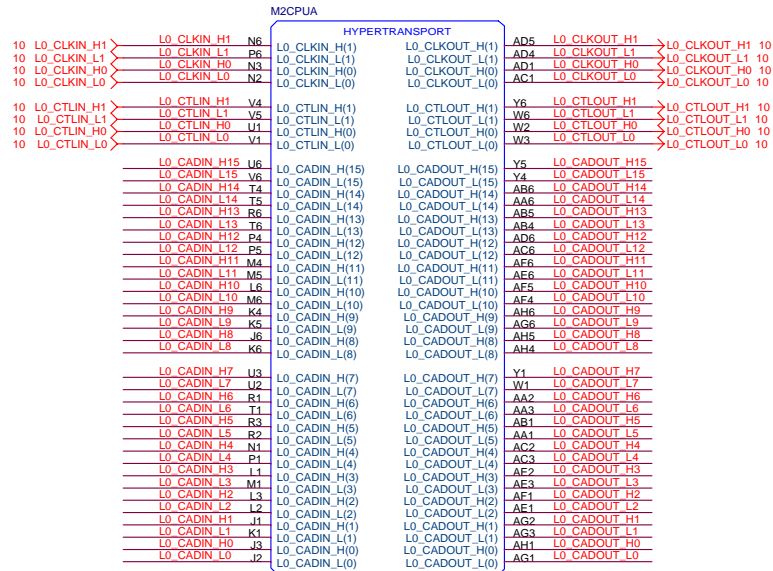 M2CPUA
HYPERTRANSPORT
10 L0_CLKIN_H1 L0_CLKIN_H1 N6 L0_CLKIN_H(1) L0_CLKOUT_H(1) AD5 L0_CLKOUT_H1 L0_CLKOUT_H1 10
10 L0_CLKIN_L1 L0_CLKIN_L1 P6 L0_CLKIN_L(1) L0_CLKOUT_L(1) AD4 L0_CLKOUT_L1 L0_CLKOUT_L1 10
10 L0_CLKIN_H0 L0_CLKIN_H0 N3 L0_CLKIN_H(0) L0_CLKOUT_H(0) AD1 L0_CLKOUT_H0 L0_CLKOUT_H0 10
10 L0_CLKIN_L0 L0_CLKIN_L0 N2 L0_CLKIN_L(0) L0_CLKOUT_L(0) AC1 L0_CLKOUT_L0 L0_CLKOUT_L0 10
10 L0_CTLIN_H1 L0_CTLIN_H1 V4 L0_CTLIN_H(1) L0_CTLOUT_H(1) Y6 L0_CTLOUT_H1 L0_CTLOUT_H1 10
10 L0_CTLIN_L1 L0_CTLIN_L1 V5 L0_CTLIN_L(1) L0_CTLOUT_L(1) W6 L0_CTLOUT_L1 L0_CTLOUT_L1 10
10 L0_CTLIN_H0 L0_CTLIN_H0 U1 L0_CTLIN_H(0) L0_CTLOUT_H(0) W2 L0_CTLOUT_H0 L0_CTLOUT_H0 10
10 L0_CTLIN_L0 L0_CTLIN_L0 V1 L0_CTLIN_L(0) L0_CTLOUT_L(0) W3 L0_CTLOUT_L0 L0_CTLOUT_L0 10
L0_CADIN_H15 U6 L0_CADIN_H(15) L0_CADOUT_H(15) Y5 L0_CADOUT_H15
L0_CADIN_L15 V6 L0_CADIN_L(15) L0_CADOUT_L(15) Y4 L0_CADOUT_L15
L0_CADIN_H14 T4 L0_CADIN_H(14) L0_CADOUT_H(14) AB6 L0_CADOUT_H14
L0_CADIN_L14 T5 L0_CADIN_L(14) L0_CADOUT_L(14) AA6 L0_CADOUT_L14
L0_CADIN_H13 R6 L0_CADIN_H(13) L0_CADOUT_H(13) AB5 L0_CADOUT_H13
L0_CADIN_L13 T6 L0_CADIN_L(13) L0_CADOUT_L(13) AB4 L0_CADOUT_L13
L0_CADIN_H12 P4 L0_CADIN_H(12) L0_CADOUT_H(12) AD6 L0_CADOUT_H12
L0_CADIN_L12 P5 L0_CADIN_L(12) L0_CADOUT_L(12) AC6 L0_CADOUT_L12
L0_CADIN_H11 M4 L0_CADIN_H(11) L0_CADOUT_H(11) AF6 L0_CADOUT_H11
L0_CADIN_L11 M5 L0_CADIN_L(11) L0_CADOUT_L(11) AE6 L0_CADOUT_L11
L0_CADIN_H10 L6 L0_CADIN_H(10) L0_CADOUT_H(10) AF5 L0_CADOUT_H10
L0_CADIN_L10 M6 L0_CADIN_L(10) L0_CADOUT_L(10) AF4 L0_CADOUT_L10
L0_CADIN_H9 K4 L0_CADIN_H(9) L0_CADOUT_H(9) AH6 L0_CADOUT_H9
L0_CADIN_L9 K5 L0_CADIN_L(9) L0_CADOUT_L(9) AG6 L0_CADOUT_L9
L0_CADIN_H8 J6 L0_CADIN_H(8) L0_CADOUT_H(8) AH5 L0_CADOUT_H8
L0_CADIN_L8 K6 L0_CADIN_L(8) L0_CADOUT_L(8) AH4 L0_CADOUT_L8
L0_CADIN_H7 U3 L0_CADIN_H(7) L0_CADOUT_H(7) Y1 L0_CADOUT_H7
L0_CADIN_L7 U2 L0_CADIN_L(7) L0_CADOUT_L(7) W1 L0_CADOUT_L7
L0_CADIN_H6 R1 L0_CADIN_H(6) L0_CADOUT_H(6) AA2 L0_CADOUT_H6
L0_CADIN_L6 T1 L0_CADIN_L(6) L0_CADOUT_L(6) AA3 L0_CADOUT_L6
L0_CADIN_H5 R3 L0_CADIN_H(5) L0_CADOUT_H(5) AB1 L0_CADOUT_H5
L0_CADIN_L5 R2 L0_CADIN_L(5) L0_CADOUT_L(5) AA1 L0_CADOUT_L5
L0_CADIN_H4 N1 L0_CADIN_H(4) L0_CADOUT_H(4) AC2 L0_CADOUT_H4
L0_CADIN_L4 P1 L0_CADIN_L(4) L0_CADOUT_L(4) AC3 L0_CADOUT_L4
L0_CADIN_H3 L1 L0_CADIN_H(3) L0_CADOUT_H(3) AE2 L0_CADOUT_H3
L0_CADIN_L3 M1 L0_CADIN_L(3) L0_CADOUT_L(3) AE3 L0_CADOUT_L3
L0_CADIN_H2 L3 L0_CADIN_H(2) L0_CADOUT_H(2) AF1 L0_CADOUT_H2
L0_CADIN_L2 L2 L0_CADIN_L(2) L0_CADOUT_L(2) AE1 L0_CADOUT_L2
L0_CADIN_H1 J1 L0_CADIN_H(1) L0_CADOUT_H(1) AG2 L0_CADOUT_H1
L0_CADIN_L1 K1 L0_CADIN_L(1) L0_CADOUT_L(1) AG3 L0_CADOUT_L1
L0_CADIN_H0 J3 L0_CADIN_H(0) L0_CADOUT_H(0) AH1 L0_CADOUT_H0
L0_CADIN_L0 J2 L0_CADIN_L(0) L0_CADOUT_L(0) AG1 L0_CADOUT_L0